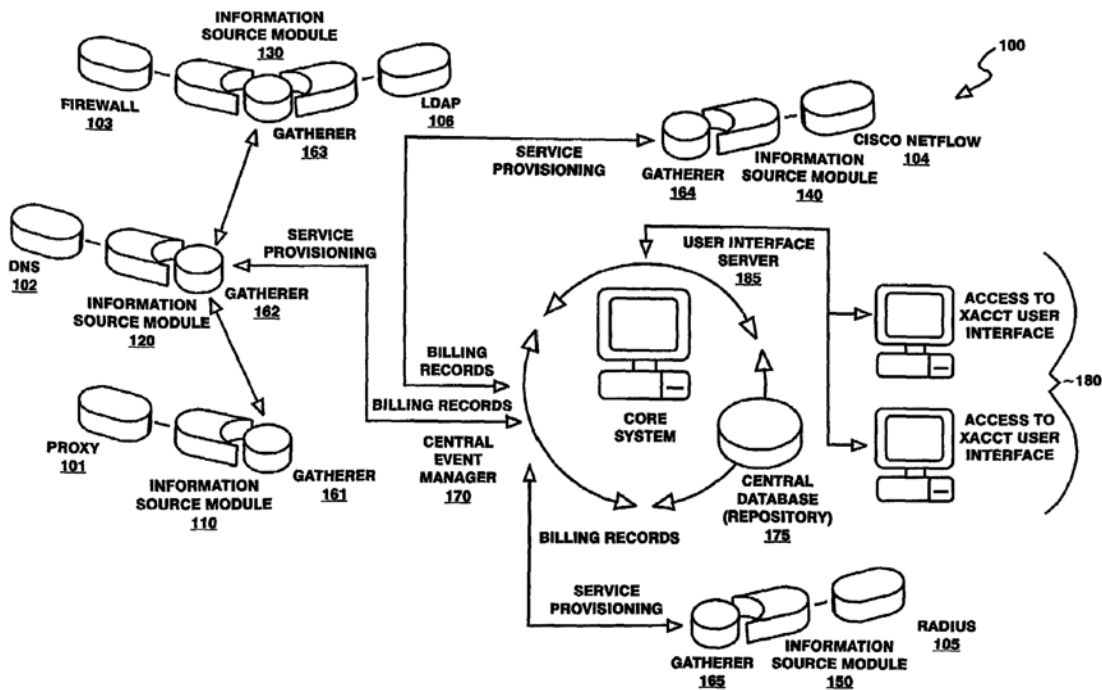 INFORMATION
SOURCE MODULE
130
FIREWALL
103
GATHERER
163
LDAP
106
100
SERVICE
PROVISIONING
GATHERER
164
INFORMATION
SOURCE MODULE
140
CISCO NETFLOW
104
DNS
102
INFORMATION
SOURCE MODULE
120
GATHERER
162
SERVICE
PROVISIONING
USER INTERFACE
SERVER
185
ACCESS TO
XACCT USER
INTERFACE
~180
BILLING
RECORDS
BILLING RECORDS
CENTRAL
EVENT
MANAGER
170
CORE
SYSTEM
ACCESS TO
XACCT USER
INTERFACE
PROXY
101
INFORMATION
SOURCE MODULE
110
GATHERER
161
CENTRAL
DATABASE
(REPOSITORY)
175
BILLING RECORDS
SERVICE
PROVISIONING
GATHERER
165
INFORMATION
SOURCE MODULE
150
RADIUS
105